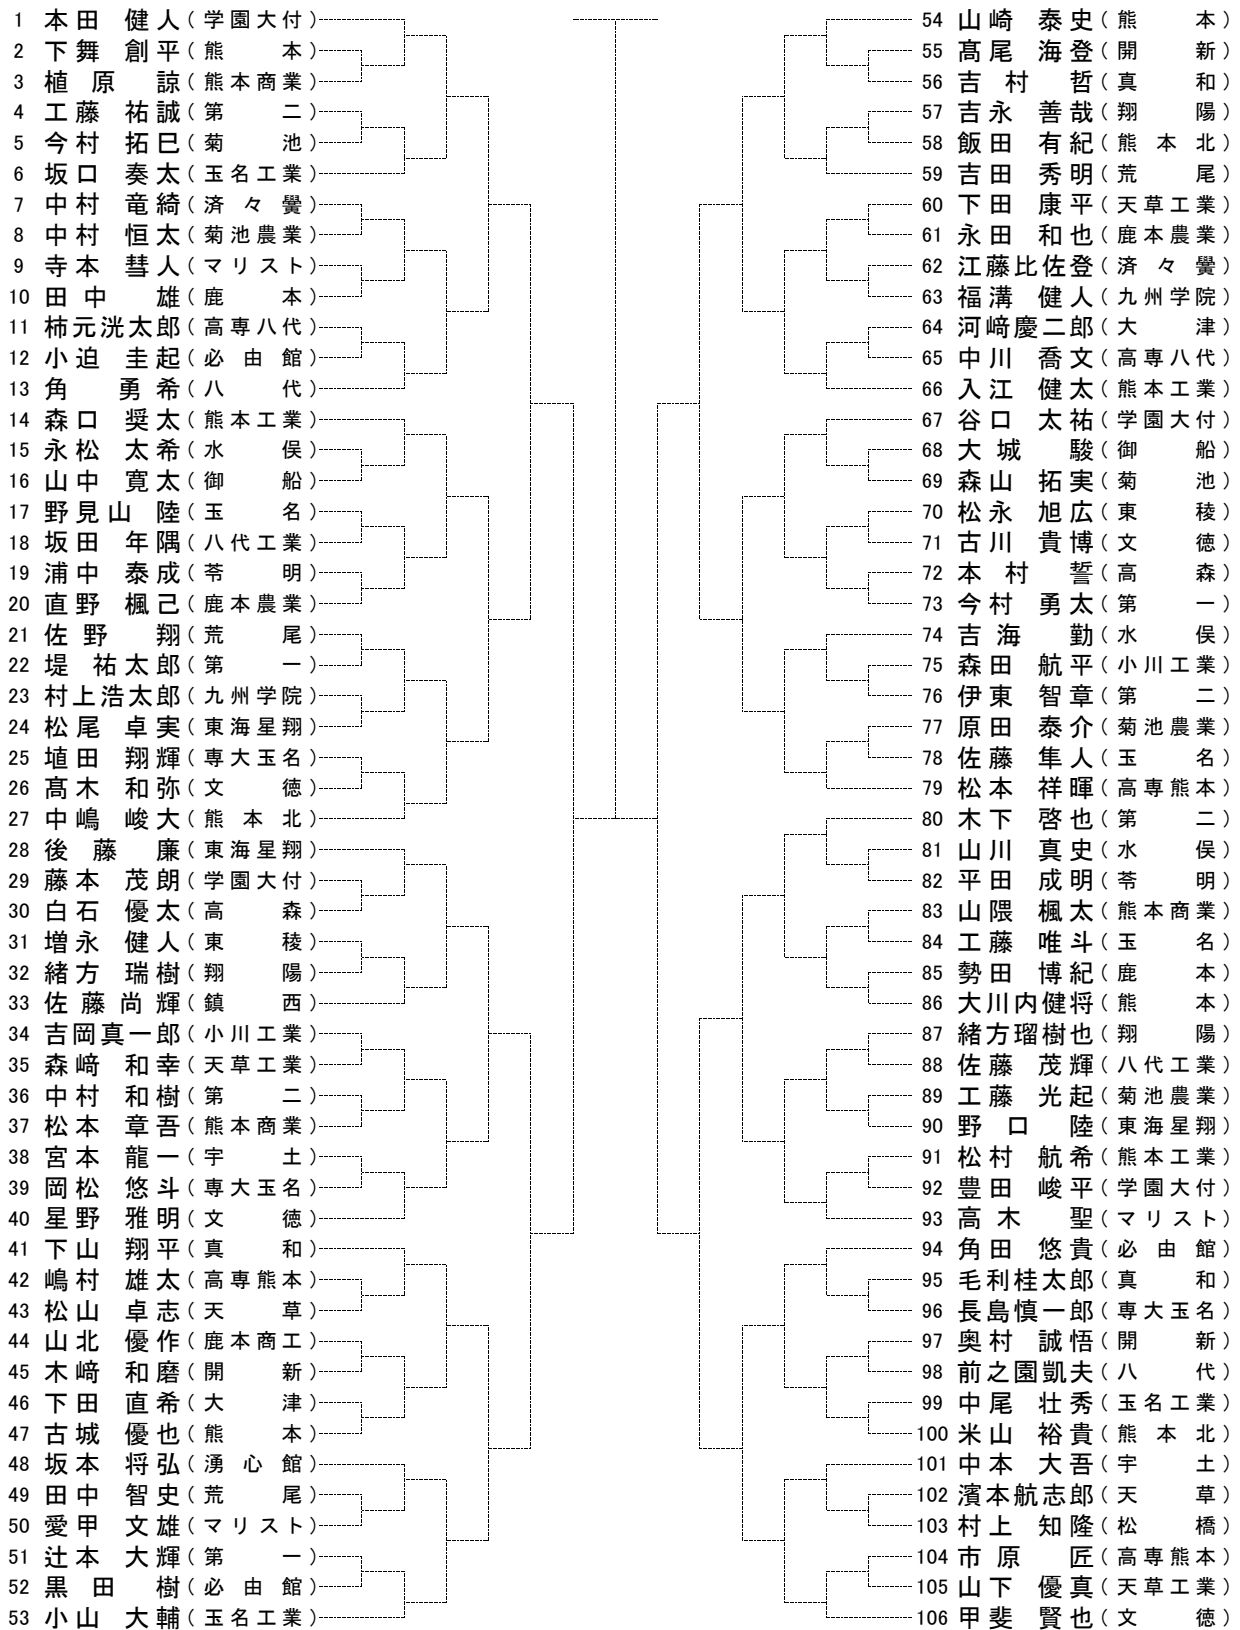 1 本田 健人(学園大付)
2 下舞 創平(熊 本)
3 植原 諒(熊本商業)
4 工藤 祐誠(第 二)
5 今村 拓巳(菊 池)
6 坂口 奏太(玉名工業)
7 中村 竜綺(済々黌)
8 中村 恒太(菊池農業)
9 寺本 彗人(マリスト)
10 田中 雄(鹿 本)
11 柿元洸太郎(高専八代)
12 小迫 圭起(必由館)
13 角 勇希(八 代)
14 森口 奨太(熊本工業)
15 永松 太希(水 俣)
16 山中 寛太(御 船)
17 野見山 陸(玉 名)
18 坂田 年隅(八代工業)
19 浦中 泰成(苓 明)
20 直野 楓己(鹿本農業)
21 佐野 翔(荒 尾)
22 堤 祐太郎(第 一)
23 村上浩太郎(九州学院)
24 松尾 卓実(東海星翔)
25 埴田 翔輝(専大玉名)
26 髙木 和弥(文 徳)
27 中嶋 峻大(熊本北)
28 後藤 廉(東海星翔)
29 藤本 茂朗(学園大付)
30 白石 優太(高 森)
31 増永 健人(東 稜)
32 緒方 瑞樹(翔 陽)
33 佐藤 尚輝(鎮 西)
34 吉岡真一郎(小川工業)
35 森﨑 和幸(天草工業)
36 中村 和樹(第 二)
37 松本 章吾(熊本商業)
38 宮本 龍一(宇 土)
39 岡松 悠斗(専大玉名)
40 星野 雅明(文 徳)
41 下山 翔平(真 和)
42 嶋村 雄太(高専熊本)
43 松山 卓志(天 草)
44 山北 優作(鹿本商工)
45 木﨑 和磨(開 新)
46 下田 直希(大 津)
47 古城 優也(熊 本)
48 坂本 将弘(湧心館)
49 田中 智史(荒 尾)
50 愛甲 文雄(マリスト)
51 辻本 大輝(第 一)
52 黒田 樹(必由館)
53 小山 大輔(玉名工業)
54 山崎 泰史(熊 本)
55 髙尾 海登(開 新)
56 吉村 哲(真 和)
57 吉永 善哉(翔 陽)
58 飯田 有紀(熊本北)
59 吉田 秀明(荒 尾)
60 下田 康平(天草工業)
61 永田 和也(鹿本農業)
62 江藤比佐登(済々黌)
63 福溝 健人(九州学院)
64 河﨑慶二郎(大 津)
65 中川 喬文(高専八代)
66 入江 健太(熊本工業)
67 谷口 太祐(学園大付)
68 大城 駿(御 船)
69 森山 拓実(菊 池)
70 松永 旭広(東 稜)
71 古川 貴博(文 徳)
72 本村 誓(高 森)
73 今村 勇太(第 一)
74 吉海 勤(水 俣)
75 森田 航平(小川工業)
76 伊東 智章(第 二)
77 原田 泰介(菊池農業)
78 佐藤 隼人(玉 名)
79 松本 祥暉(高専熊本)
80 木下 啓也(第 二)
81 山川 真史(水 俣)
82 平田 成明(苓 明)
83 山隈 楓太(熊本商業)
84 工藤 唯斗(玉 名)
85 勢田 博紀(鹿 本)
86 大川内健将(熊 本)
87 緒方瑠樹也(翔 陽)
88 佐藤 茂輝(八代工業)
89 工藤 光起(菊池農業)
90 野口 陸(東海星翔)
91 松村 航希(熊本工業)
92 豊田 峻平(学園大付)
93 高木 聖(マリスト)
94 角田 悠貴(必由館)
95 毛利桂太郎(真 和)
96 長島慎一郎(専大玉名)
97 奥村 誠悟(開 新)
98 前之園凱夫(八 代)
99 中尾 壮秀(玉名工業)
100 米山 裕貴(熊本北)
101 中本 大吾(宇 土)
102 濱本航志郎(天 草)
103 村上 知隆(松 橋)
104 市原 匠(高専熊本)
105 山下 優真(天草工業)
106 甲斐 賢也(文 徳)